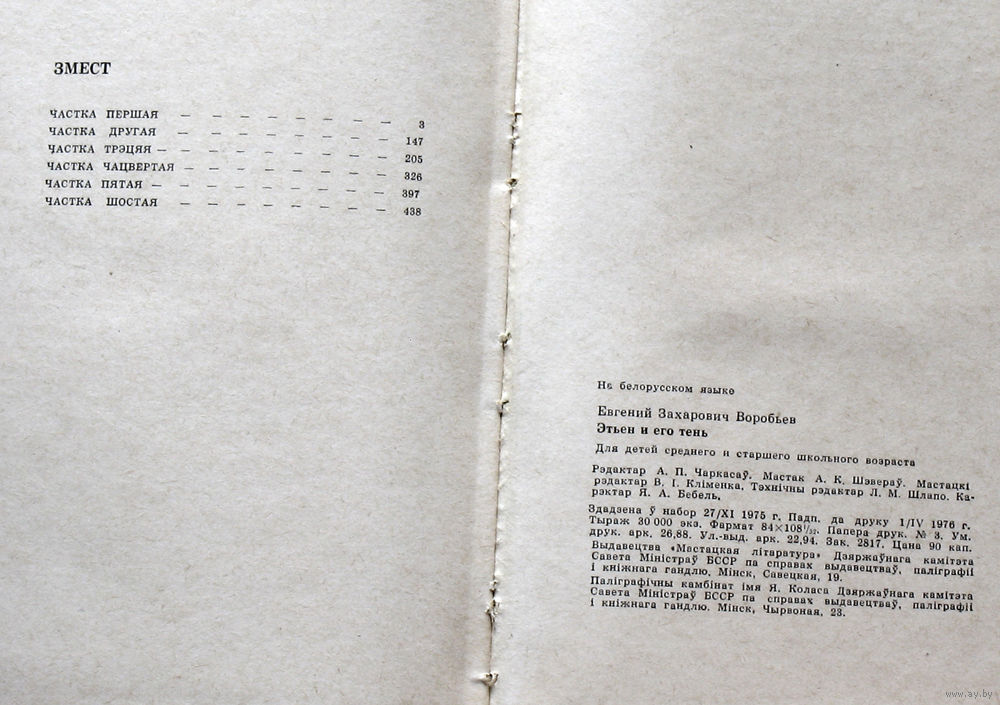 ЗМЕСТ
ЧАСТКА ПЕРШАЯ — — — — — — — — 3
ЧАСТКА ДРУГАЯ — — — — — — — — 147
ЧАСТКА ТРЭЦЯЯ — — — — — — — — 205
ЧАСТКА ЧАЦВЕРТАЯ — — — — — — — 326
ЧАСТКА ПЯТАЯ — — — — — — — — 397
ЧАСТКА ШОСТАЯ — — — — — — — — 438
На белорусском языке
Евгений Захарович Воробьев
Этьен и его тень
Для детей среднего и старшего школьного возраста
Рэдактар А. П. Чаркасаў. Мастак А. К. Шэвераў. Мастацкі
рэдактар В. І. Кліменка. Тэхнічны рэдактар Л. М. Шлапо. Ка-
рэктар Я. А. Бебель.
Здадзена ў набор 27/XI 1975 г. Падп. да друку 1/IV 1976 г.
Тыраж 30 000 экз. Фармат 84×108¹/₃₂. Папера друк. № 3. Ум.
друк. арк. 26,88. Ул.-выд. арк. 22,94. Зак. 2817. Цана 90 кап.
Выдавецтва «Мастацкая літаратура» Дзяржаўнага камітэта
Савета Міністраў БССР па справах выдавецтваў, паліграфіі
і кніжнага гандлю. Мінск, Савецкая, 19.
Паліграфічны камбінат імя Я. Коласа Дзяржаўнага камітэта
Савета Міністраў БССР па справах выдавецтваў, паліграфіі
і кніжнага гандлю. Мінск, Чырвоная, 23.
www.ay.by